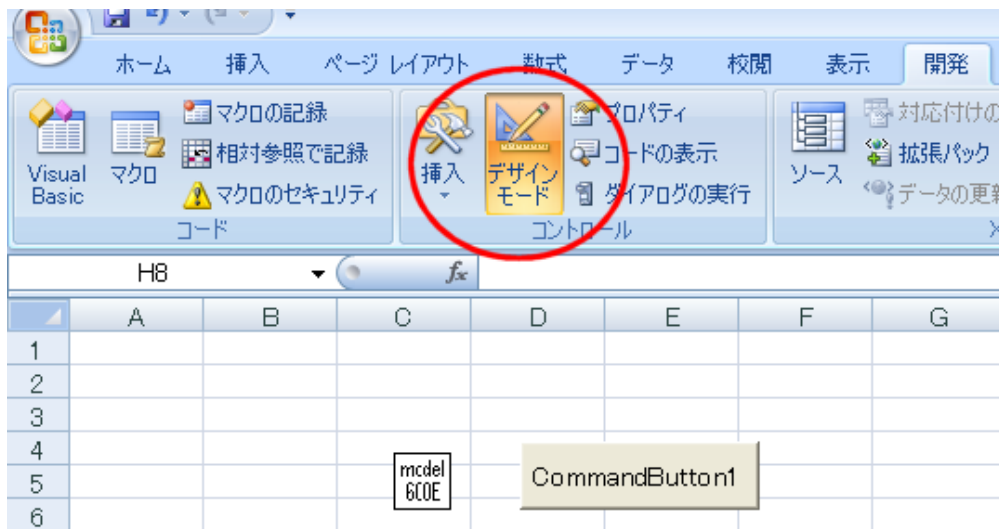 ホーム 挿入 ページ レイアウト 数式 データ 校閲 表示 開発
Visual Basic
マクロ
マクロの記録
相対参照で記録
マクロのセキュリティ
コード
挿入
デザイン
モード
プロパティ
コードの表示
ダイアログの実行
コントロール
ソース
対応付けの
拡張パック
データの更新
H8 fx
A B C D E F G
1
2
3
4
5
6
mcdel
6C0E
CommandButton1